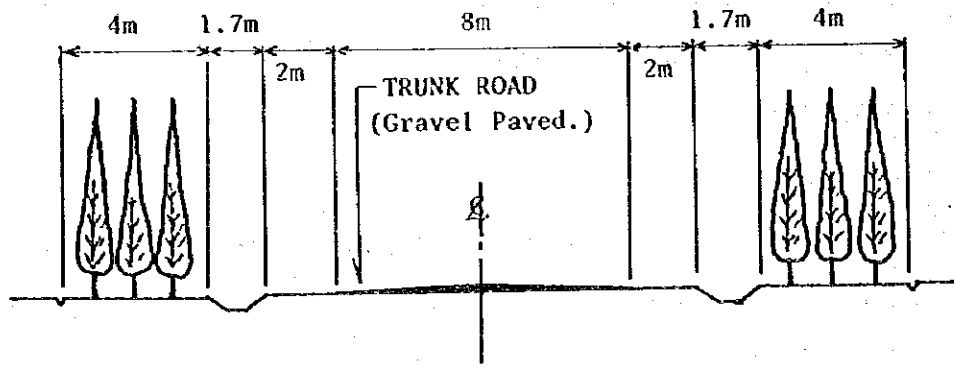 4m 1.7m 8m 1.7m 4m
2m 2m
TRUNK ROAD
(Gravel Paved.)
℄